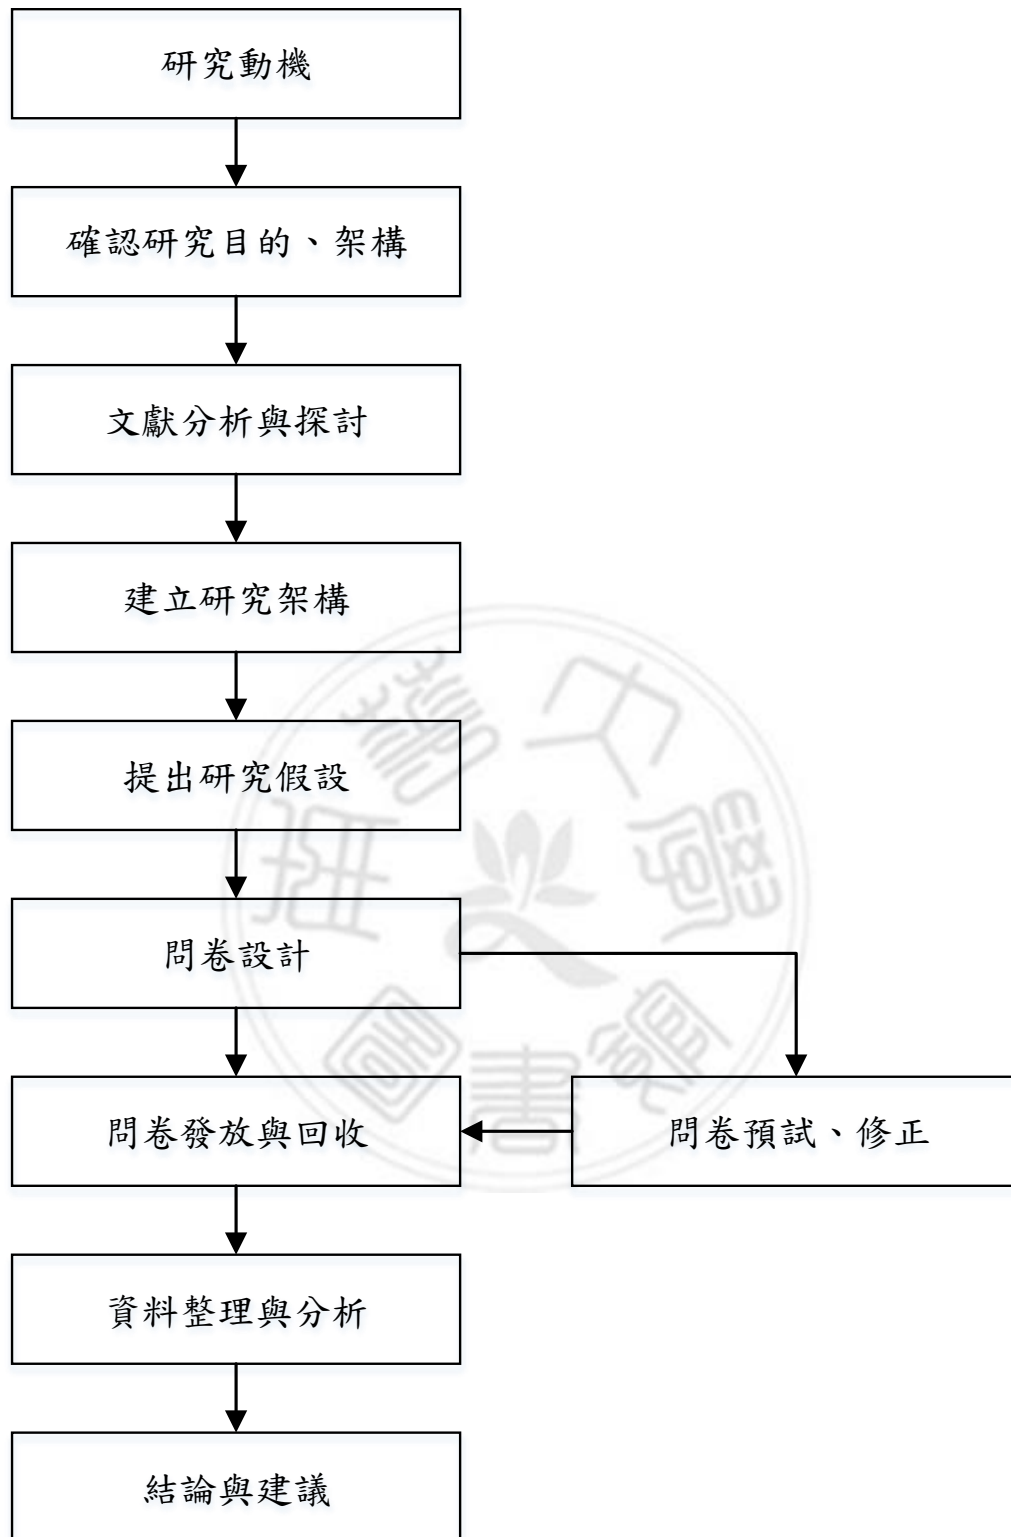 研究動機
確認研究目的、架構
文獻分析與探討
建立研究架構
提出研究假設
問卷設計
問卷發放與回收
問卷預試、修正
資料整理與分析
結論與建議